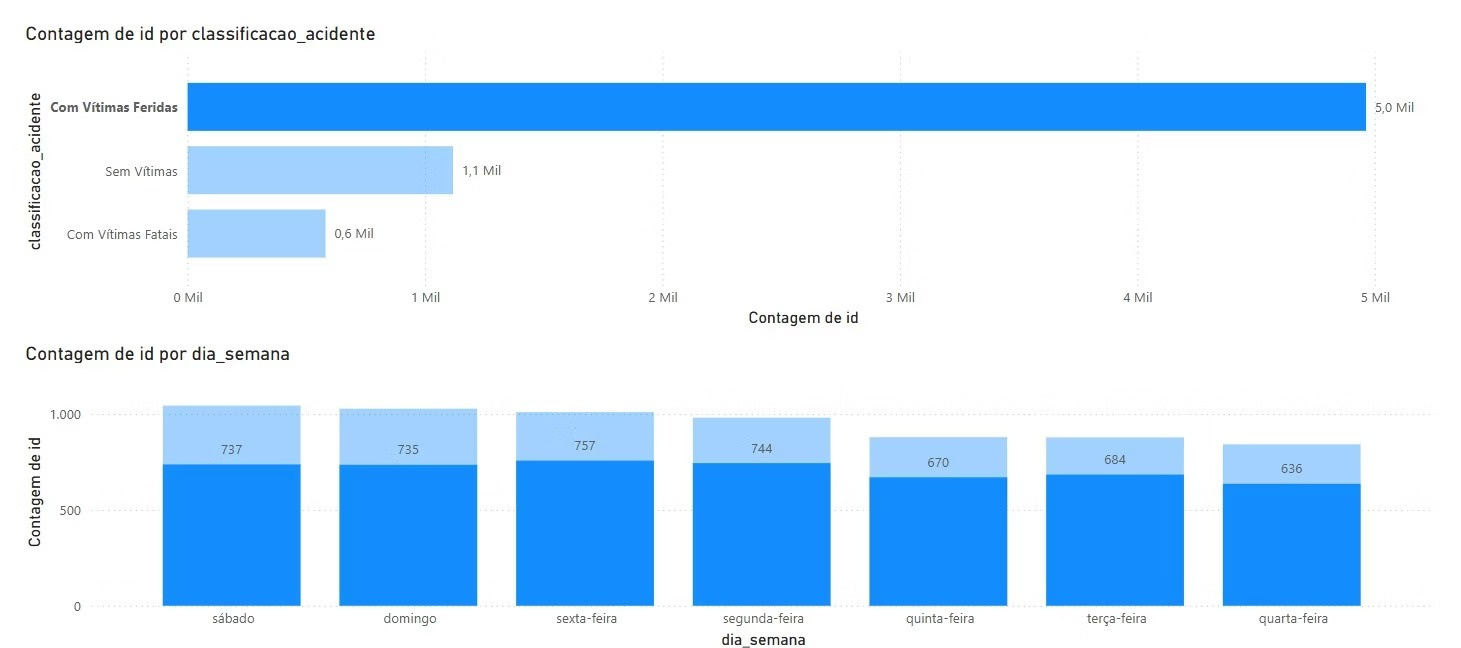 Contagem de id por classificacao_acidente
classificacao_acidente
Com Vítimas Feridas
5,0 Mil
Sem Vítimas
1,1 Mil
Com Vítimas Fatais
0,6 Mil
0 Mil 1 Mil 2 Mil 3 Mil 4 Mil 5 Mil
Contagem de id
Contagem de id por dia_semana
Contagem de id
1.000
500
0
737 735 757 744 670 684 636
sábado domingo sexta-feira segunda-feira quinta-feira terça-feira quarta-feira
dia_semana